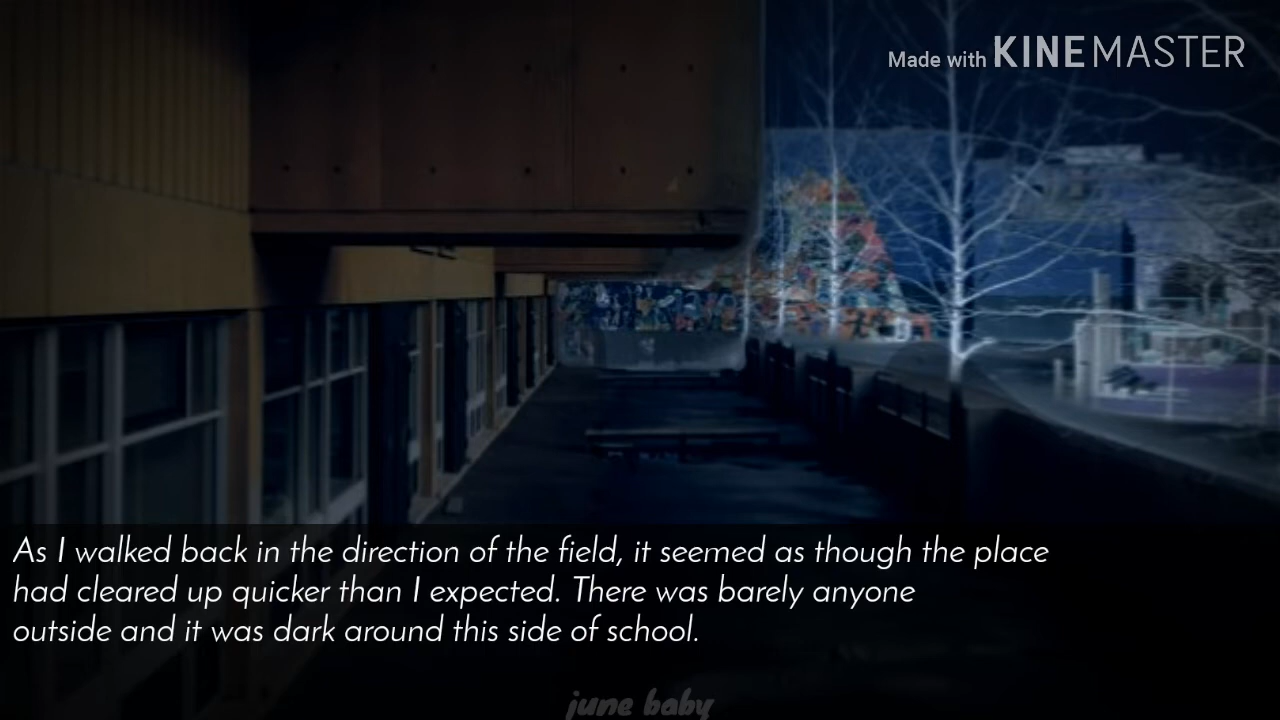 Made with KINEMASTER
As I walked back in the direction of the field, it seemed as though the place
had cleared up quicker than I expected. There was barely anyone
outside and it was dark around this side of school.
june baby